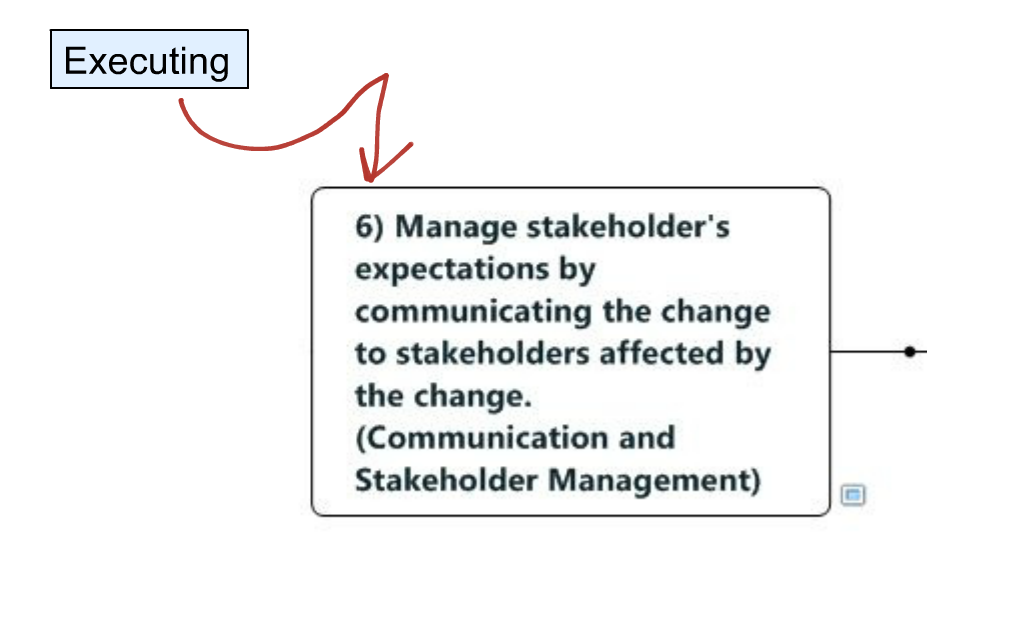 Executing
6) Manage stakeholder's
expectations by
communicating the change
to stakeholders affected by
the change.
(Communication and
Stakeholder Management)